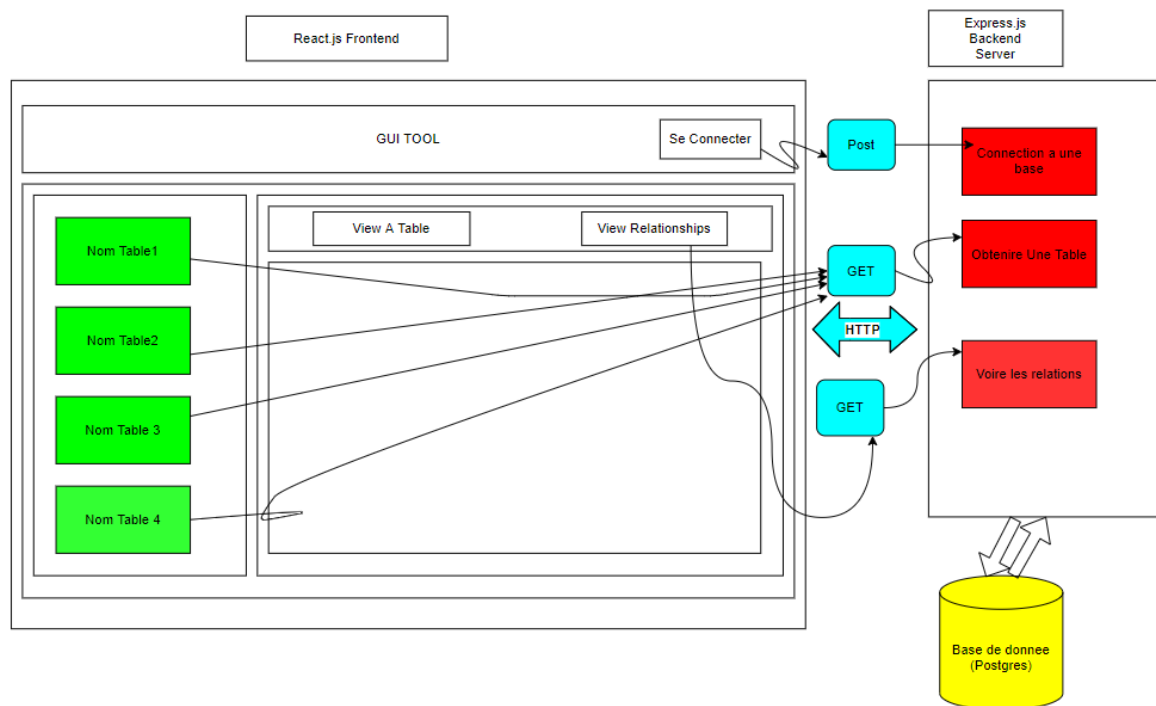 React.js Frontend
Express.js
Backend
Server
GUI TOOL
Se Connecter
Post
Connection a une
base
Nom Table1
View A Table
View Relationships
GET
Obtenire Une Table
Nom Table2
HTTP
Voire les relations
Nom Table 3
GET
Nom Table 4
Base de donnee
(Postgres)